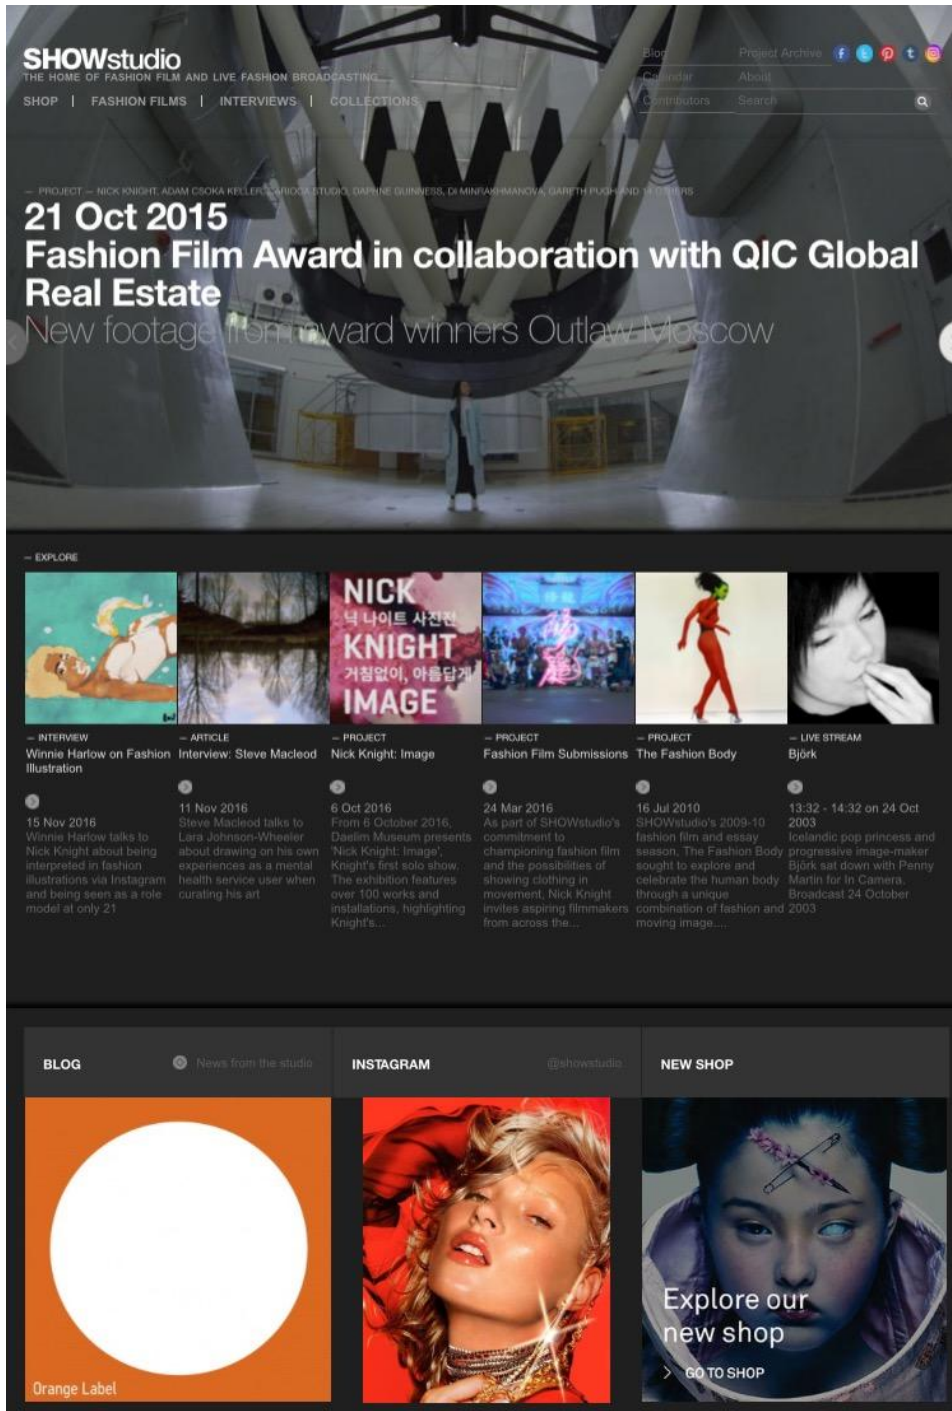 SHOWstudio
THE HOME OF FASHION FILM AND LIVE FASHION BROADCASTING
SHOP | FASHION FILMS | INTERVIEWS | COLLECTIONS
Blog
Project Archive
Calendar
About
Contributors
Search
— PROJECT — NICK KNIGHT, ADAM CSOKA KELLER, CARIOCA STUDIO, DAPHNE GUINNESS, DI MINRAKHMANOVA, GARETH PUGH AND 14 OTHERS
21 Oct 2015
Fashion Film Award in collaboration with QIC Global
Real Estate
New footage from award winners Outlaw Moscow
— EXPLORE
NICK
닉 나이트 사진전
KNIGHT
거침없이, 아름답게
IMAGE
— INTERVIEW
Winnie Harlow on Fashion
Illustration
15 Nov 2016
Winnie Harlow talks to
Nick Knight about being
interpreted in fashion
illustrations via Instagram
and being seen as a role
model at only 21
— ARTICLE
Interview: Steve Macleod
11 Nov 2016
Steve Macleod talks to
Lara Johnson-Wheeler
about drawing on his own
experiences as a mental
health service user when
curating his art
— PROJECT
Nick Knight: Image
6 Oct 2016
From 6 October 2016,
Daelim Museum presents
'Nick Knight: Image',
Knight's first solo show.
The exhibition features
over 100 works and
installations, highlighting
Knight's...
— PROJECT
Fashion Film Submissions
24 Mar 2016
As part of SHOWstudio's
commitment to
championing fashion film
and the possibilities of
showing clothing in
movement, Nick Knight
invites aspiring filmmakers
from across the...
— PROJECT
The Fashion Body
16 Jul 2010
SHOWstudio's 2009-10
fashion film and essay
season, The Fashion Body
sought to explore and
celebrate the human body
through a unique
combination of fashion and
moving image....
— LIVE STREAM
Björk
13:32 - 14:32 on 24 Oct
2003
Icelandic pop princess and
progressive image-maker
Björk sat down with Penny
Martin for In Camera.
Broadcast 24 October
2003
BLOG
News from the studio
INSTAGRAM
@showstudio
NEW SHOP
Orange Label
Explore our
new shop
GO TO SHOP